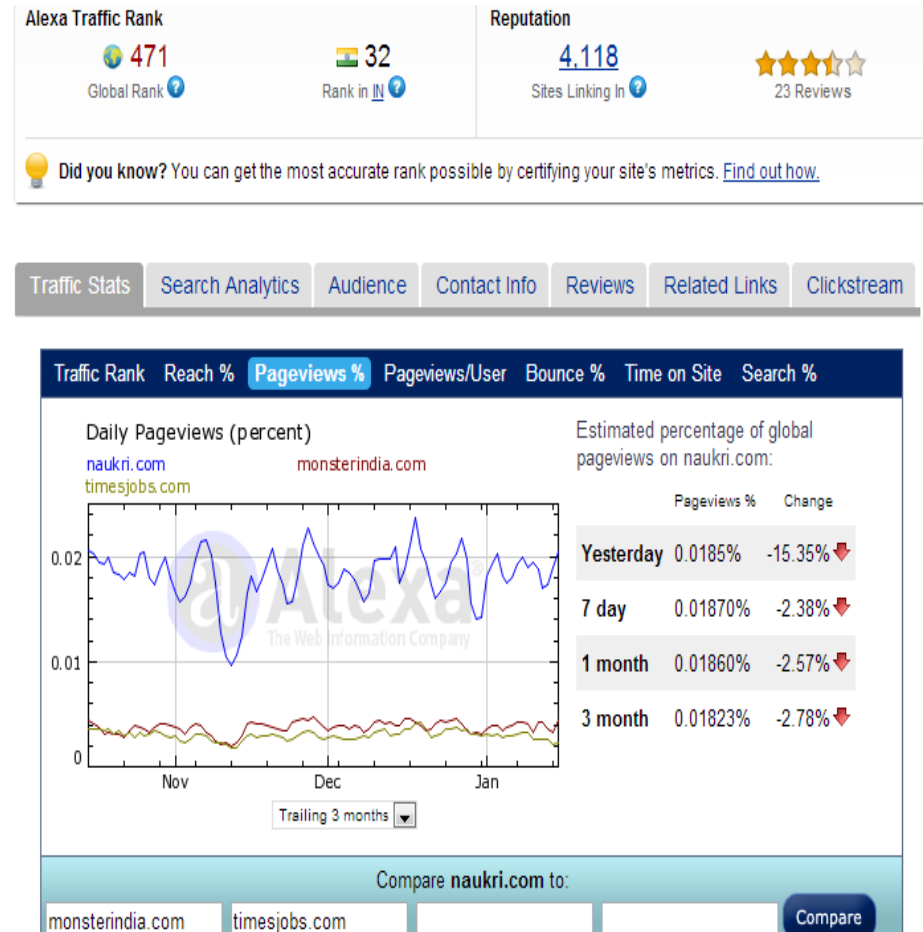 Alexa Traffic Rank
Reputation
471
32
4,118
Global Rank ?
Rank in IN ?
Sites Linking In ?
23 Reviews
Did you know? You can get the most accurate rank possible by certifying your site's metrics. Find out how.
Traffic Stats Search Analytics Audience Contact Info Reviews Related Links Clickstream
Traffic Rank Reach % Pageviews % Pageviews/User Bounce % Time on Site Search %
Daily Pageviews (percent)
naukri.com monsterindia.com
timesjobs.com
0.02
0.01
0
Nov Dec Jan
a Alexa®
The Web Information Company
Trailing 3 months
Estimated percentage of global
pageviews on naukri.com:
Pageviews % Change
Yesterday 0.0185% -15.35%
7 day 0.01870% -2.38%
1 month 0.01860% -2.57%
3 month 0.01823% -2.78%
Compare naukri.com to:
monsterindia.com timesjobs.com Compare